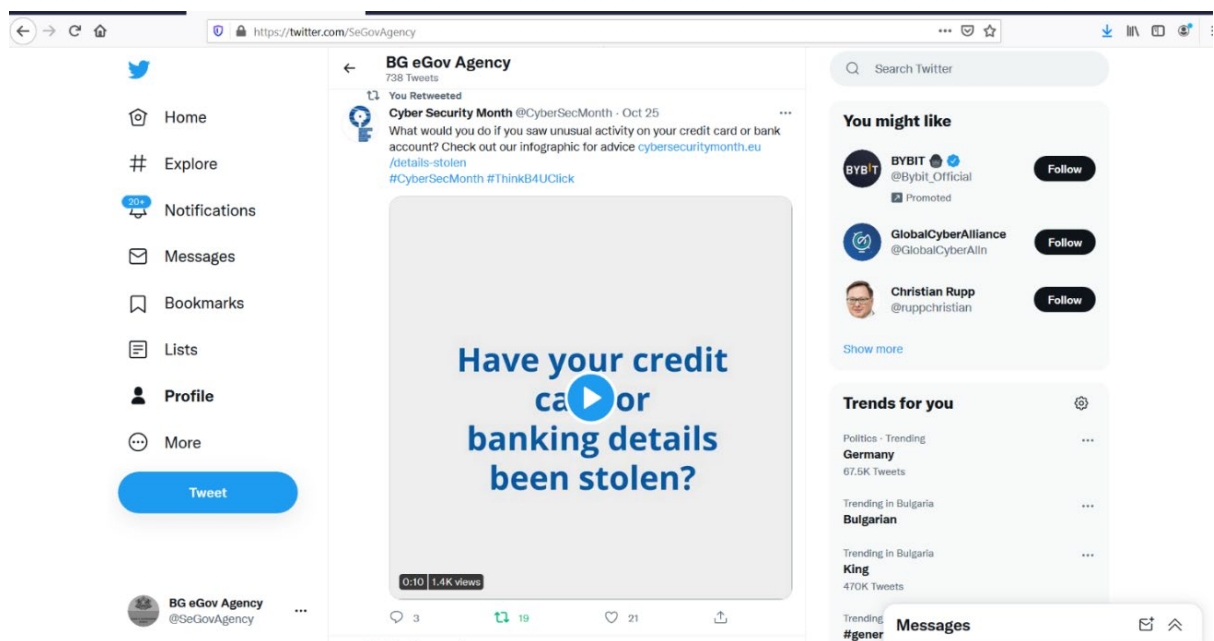 https://twitter.com/SeGovAgency
BG eGov Agency
738 Tweets
Home
Explore
20+
Notifications
Messages
Bookmarks
Lists
Profile
More
Tweet
BG eGov Agency
@SeGovAgency
You Retweeted
Cyber Security Month @CyberSecMonth · Oct 25
What would you do if you saw unusual activity on your credit card or bank
account? Check out our infographic for advice cybersecuritymonth.eu
/details-stolen
#CyberSecMonth #ThinkB4UClick
Have your credit
or
banking details
been stolen?
0:10 1.4K views
3 19 21
Search Twitter
You might like
BYBIT
BYBIT
@Bybit_Official
Promoted
Follow
GlobalCyberAlliance
@GlobalCyberAlln
Follow
Christian Rupp
@ruppchristian
Follow
Show more
Trends for you
Politics · Trending
Germany
67.5K Tweets
Trending in Bulgaria
Bulgarian
Trending in Bulgaria
King
470K Tweets
Trending
#gener
Messages